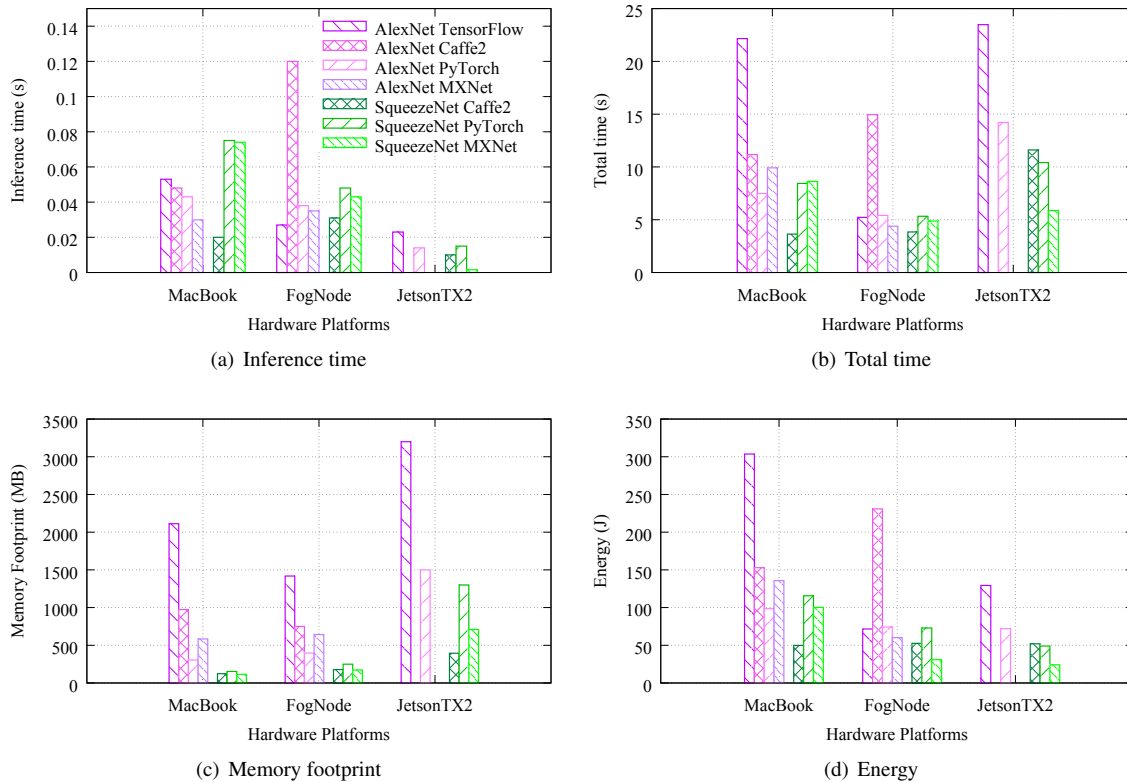 0.14
0.12
0.1
0.08
0.06
0.04
0.02
0
Inference time (s)
AlexNet TensorFlow
AlexNet Caffe2
AlexNet PyTorch
AlexNet MXNet
SqueezeNet Caffe2
SqueezeNet PyTorch
SqueezeNet MXNet
MacBook FogNode JetsonTX2
Hardware Platforms
(a) Inference time
25
20
15
10
5
0
Total time (s)
MacBook FogNode JetsonTX2
Hardware Platforms
(b) Total time
3500
3000
2500
2000
1500
1000
500
0
Memory Footprint (MB)
MacBook FogNode JetsonTX2
Hardware Platforms
(c) Memory footprint
350
300
250
200
150
100
50
0
Energy (J)
MacBook FogNode JetsonTX2
Hardware Platforms
(d) Energy